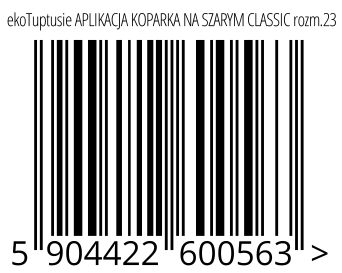 ekoTuptusie APLIKACJA KOPARKA NA SZARYM CLASSIC rozm.23
5 904422 600563 >